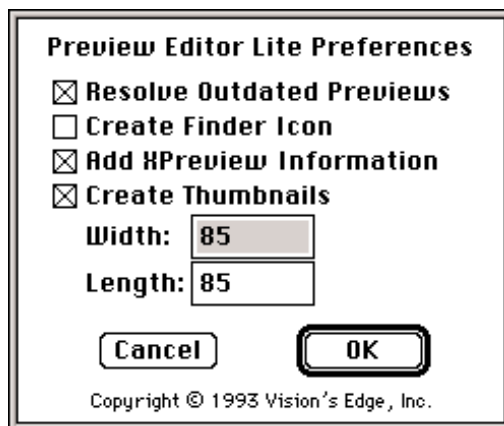 Preview Editor Lite Preferences
Resolve Outdated Previews
Create Finder Icon
Add XPreview Information
Create Thumbnails
Width: 85
Length: 85
Cancel OK
Copyright © 1993 Vision's Edge, Inc.